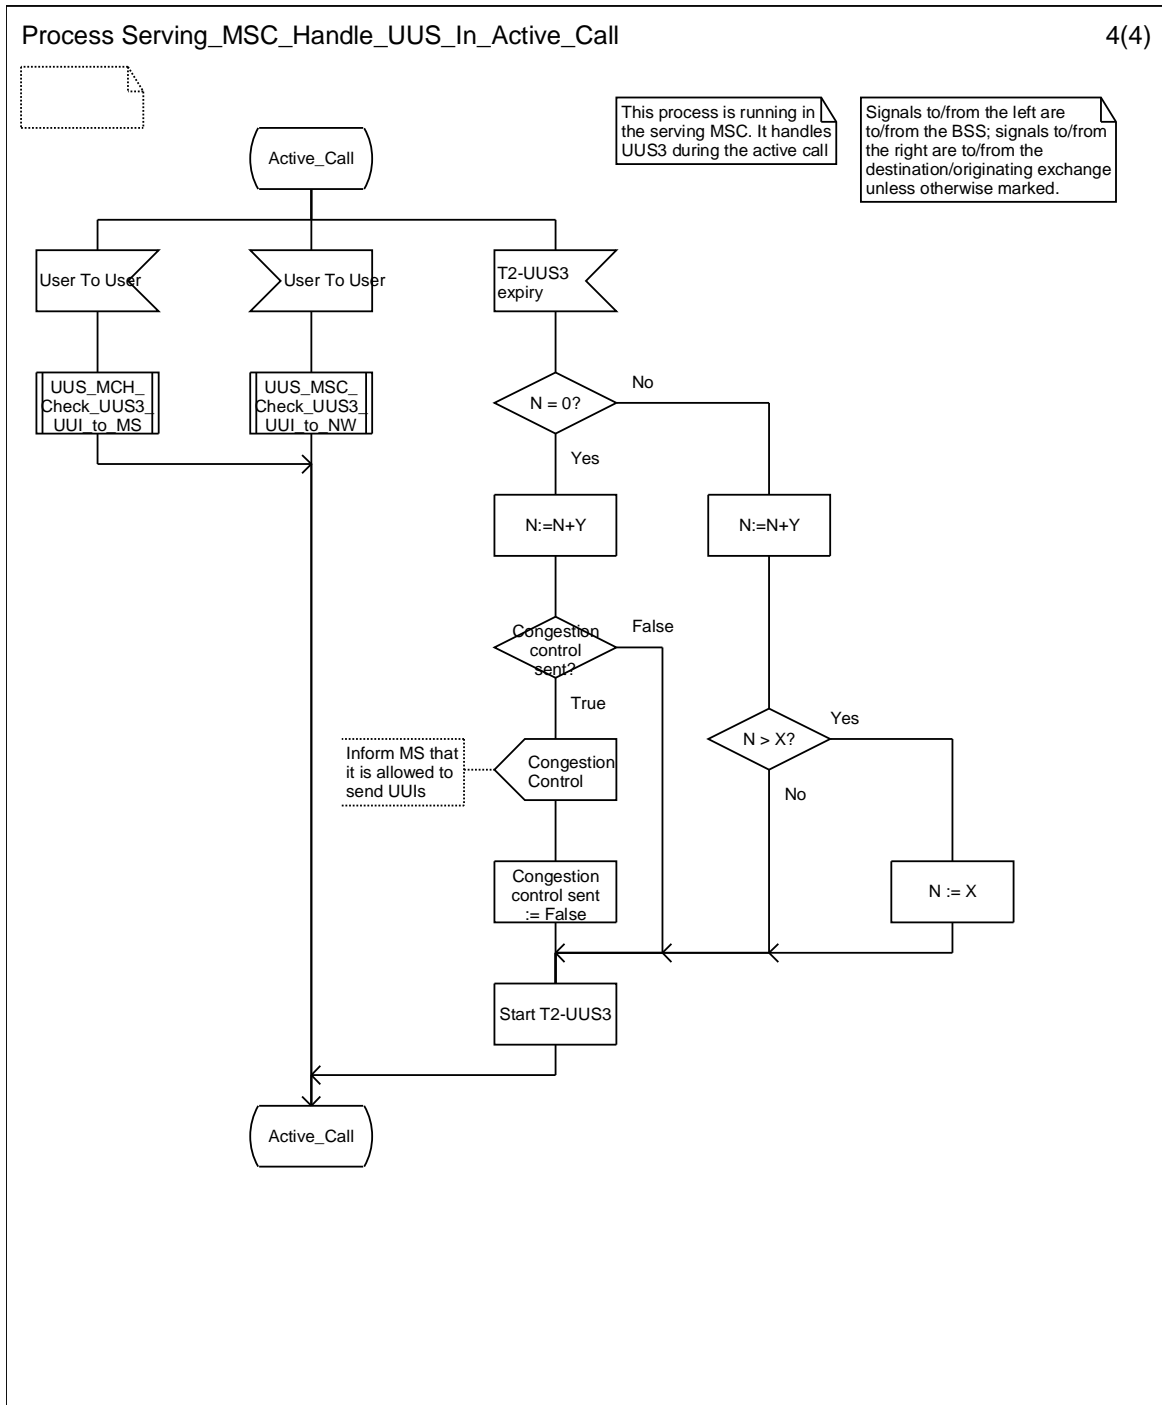 Process Serving_MSC_Handle_UUS_In_Active_Call
4(4)
This process is running in
the serving MSC. It handles
UUS3 during the active call
Signals to/from the left are
to/from the BSS; signals to/from
the right are to/from the
destination/originating exchange
unless otherwise marked.
Active_Call
User To User
User To User
T2-UUS3
expiry
UUS_MCH_
Check_UUS3_
UUI_to_MS
UUS_MSC_
Check_UUS3_
UUI_to_NW
N = 0?
No
Yes
N:=N+Y
N:=N+Y
Congestion
control
sent?
False
True
Inform MS that
it is allowed to
send UUIs
Congestion
Control
N > X?
Yes
No
Congestion
control sent
:= False
N := X
Start T2-UUS3
Active_Call